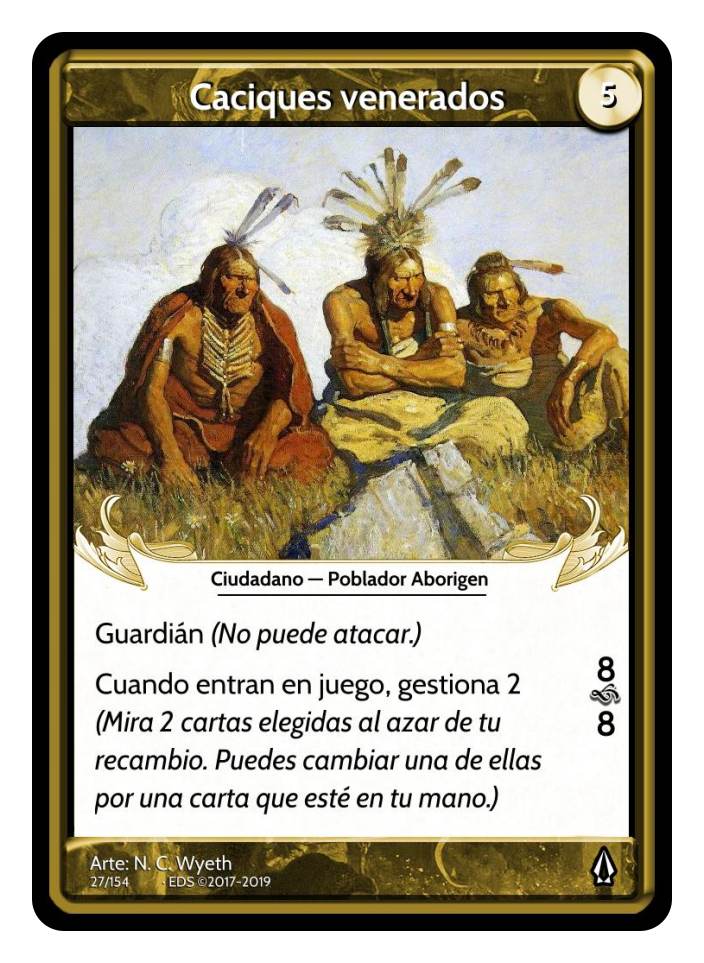 Caciques venerados
5
Ciudadano — Poblador Aborigen
Guardián (No puede atacar.)
Cuando entran en juego, gestiona 2
(Mira 2 cartas elegidas al azar de tu
recambio. Puedes cambiar una de ellas
por una carta que esté en tu mano.)
8
8
Arte: N. C. Wyeth
27/154 · EDS ©2017-2019